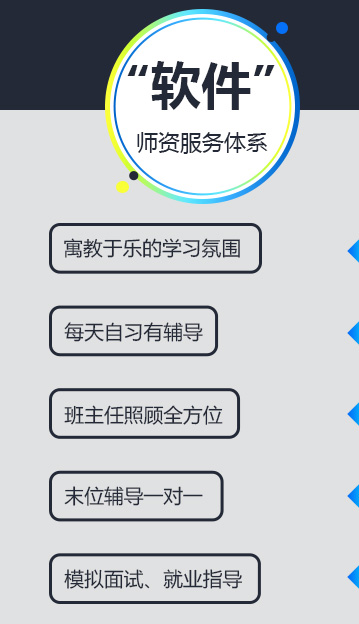 “软件”
师资服务体系
寓教于乐的学习氛围
每天自习有辅导
班主任照顾全方位
末位辅导一对一
模拟面试、就业指导